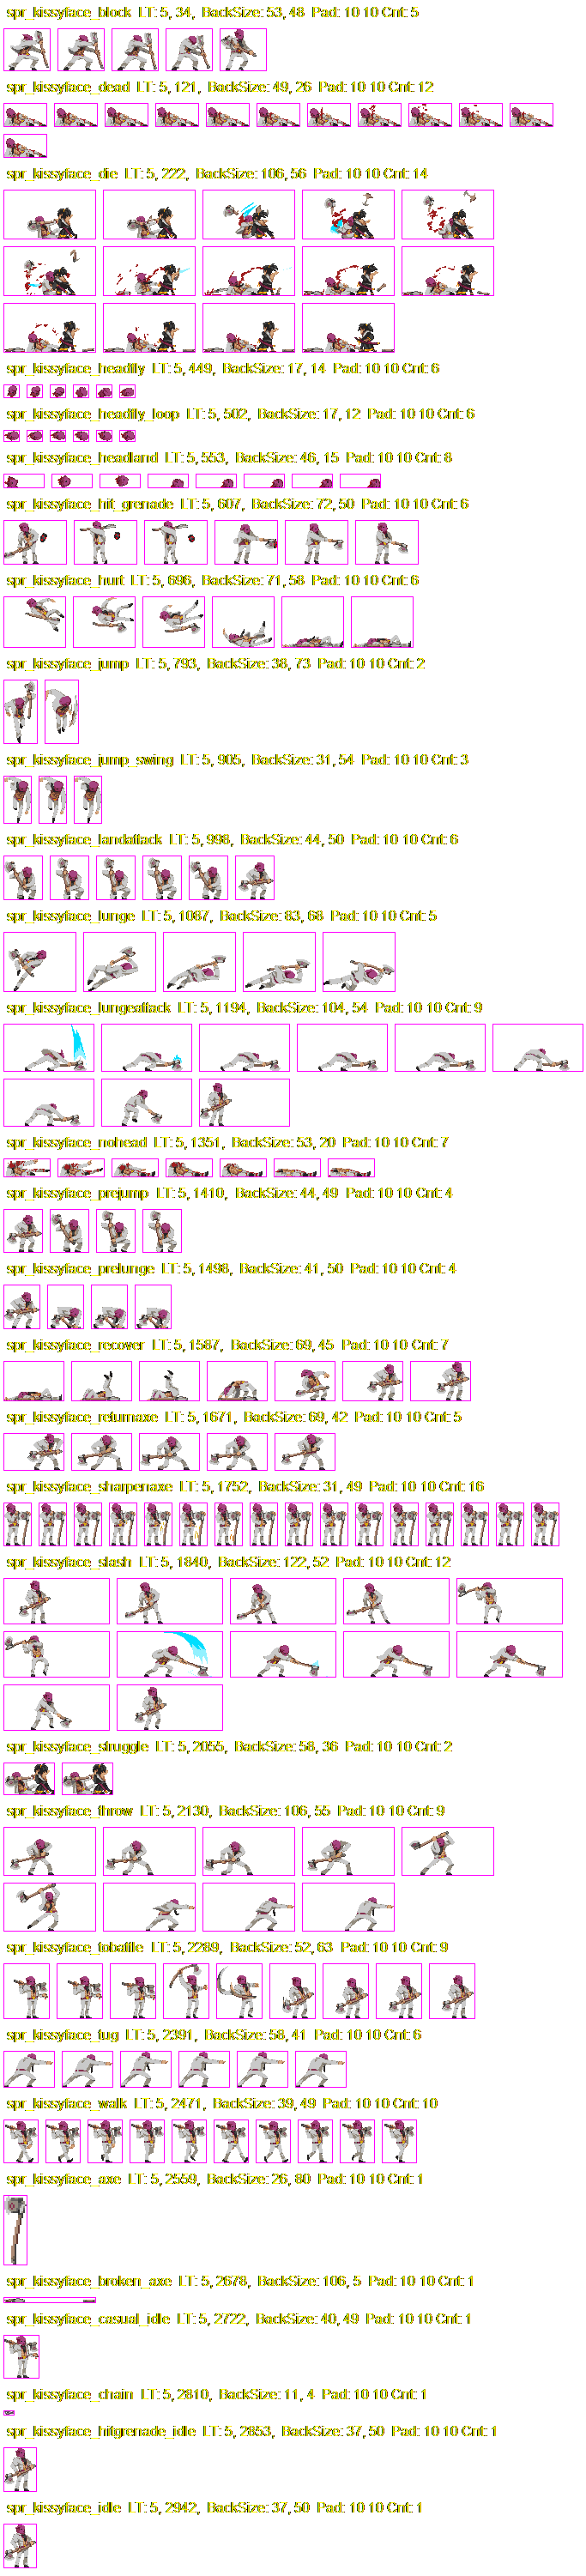 spr_kissyface_block LT: 5, 34, BackSize: 53, 48 Pad: 10 10 Cnt: 5
spr_kissyface_dead LT: 5, 121, BackSize: 49, 26 Pad: 10 10 Cnt: 12
spr_kissyface_die LT: 5, 222, BackSize: 106, 56 Pad: 10 10 Cnt: 14
spr_kissyface_headfly LT: 5, 449, BackSize: 17, 14 Pad: 10 10 Cnt: 6
spr_kissyface_headfly_loop LT: 5, 502, BackSize: 17, 12 Pad: 10 10 Cnt: 6
spr_kissyface_headland LT: 5, 553, BackSize: 46, 15 Pad: 10 10 Cnt: 8
spr_kissyface_hit_grenade LT: 5, 607, BackSize: 72, 50 Pad: 10 10 Cnt: 6
spr_kissyface_hurt LT: 5, 696, BackSize: 71, 58 Pad: 10 10 Cnt: 6
spr_kissyface_jump LT: 5, 793, BackSize: 38, 73 Pad: 10 10 Cnt: 2
spr_kissyface_jump_swing LT: 5, 905, BackSize: 31, 54 Pad: 10 10 Cnt: 3
spr_kissyface_landattack LT: 5, 998, BackSize: 44, 50 Pad: 10 10 Cnt: 6
spr_kissyface_lunge LT: 5, 1087, BackSize: 83, 68 Pad: 10 10 Cnt: 5
spr_kissyface_lungeattack LT: 5, 1194, BackSize: 104, 54 Pad: 10 10 Cnt: 9
spr_kissyface_nohead LT: 5, 1351, BackSize: 53, 20 Pad: 10 10 Cnt: 7
spr_kissyface_prejump LT: 5, 1410, BackSize: 44, 49 Pad: 10 10 Cnt: 4
spr_kissyface_prelunge LT: 5, 1498, BackSize: 41, 50 Pad: 10 10 Cnt: 4
spr_kissyface_recover LT: 5, 1587, BackSize: 69, 45 Pad: 10 10 Cnt: 7
spr_kissyface_returnaxe LT: 5, 1671, BackSize: 69, 42 Pad: 10 10 Cnt: 5
spr_kissyface_sharpenaxe LT: 5, 1752, BackSize: 31, 49 Pad: 10 10 Cnt: 16
spr_kissyface_slash LT: 5, 1840, BackSize: 122, 52 Pad: 10 10 Cnt: 12
spr_kissyface_struggle LT: 5, 2055, BackSize: 58, 36 Pad: 10 10 Cnt: 2
spr_kissyface_throw LT: 5, 2130, BackSize: 106, 55 Pad: 10 10 Cnt: 9
spr_kissyface_tobattle LT: 5, 2289, BackSize: 52, 63 Pad: 10 10 Cnt: 9
spr_kissyface_tug LT: 5, 2391, BackSize: 58, 41 Pad: 10 10 Cnt: 6
spr_kissyface_walk LT: 5, 2471, BackSize: 39, 49 Pad: 10 10 Cnt: 10
spr_kissyface_axe LT: 5, 2559, BackSize: 26, 80 Pad: 10 10 Cnt: 1
spr_kissyface_broken_axe LT: 5, 2678, BackSize: 106, 5 Pad: 10 10 Cnt: 1
spr_kissyface_casual_idle LT: 5, 2722, BackSize: 40, 49 Pad: 10 10 Cnt: 1
spr_kissyface_chain LT: 5, 2810, BackSize: 11, 4 Pad: 10 10 Cnt: 1
spr_kissyface_hitgrenade_idle LT: 5, 2853, BackSize: 37, 50 Pad: 10 10 Cnt: 1
spr_kissyface_idle LT: 5, 2942, BackSize: 37, 50 Pad: 10 10 Cnt: 1